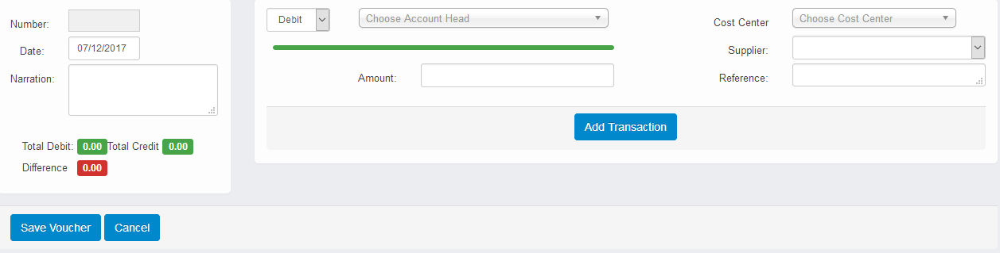 Number:
Date: 07/12/2017
Narration:
Total Debit: 0.00 Total Credit 0.00
Difference 0.00
Debit Choose Account Head
Cost Center Choose Cost Center
Supplier:
Amount:
Reference:
Add Transaction
Save Voucher Cancel